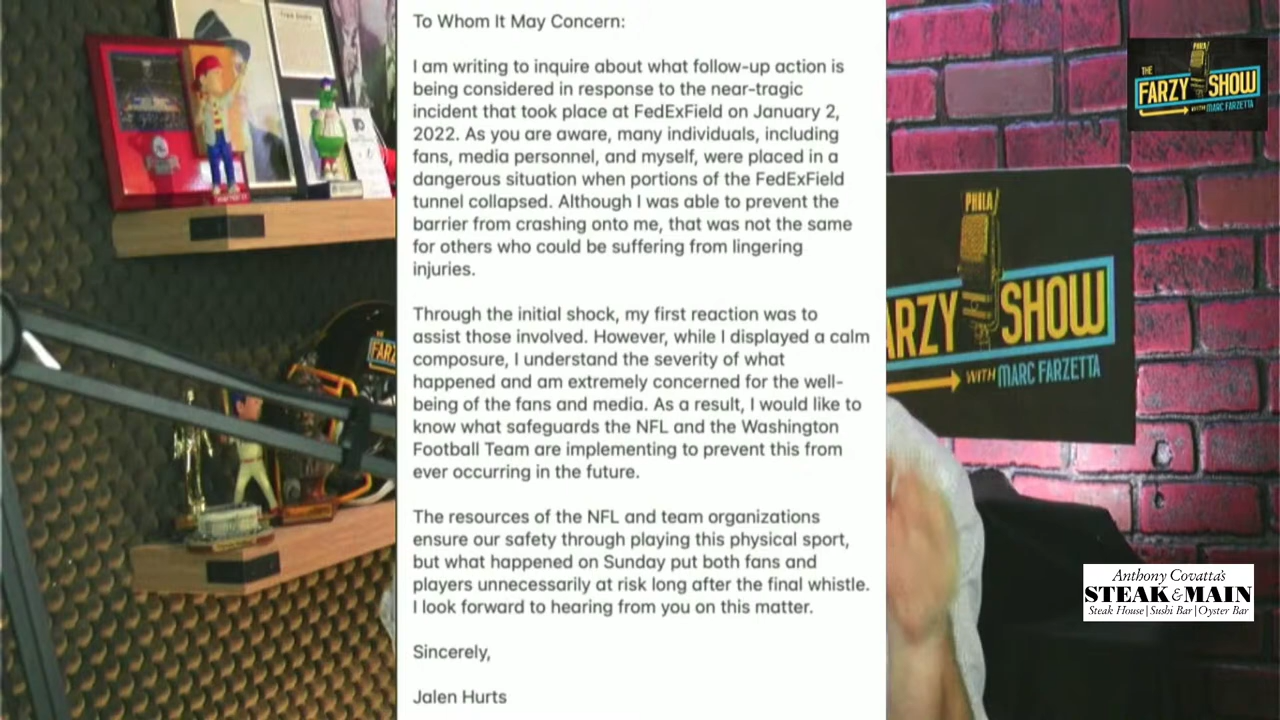 To Whom It May Concern:
I am writing to inquire about what follow-up action is
being considered in response to the near-tragic
incident that took place at FedExField on January 2,
2022. As you are aware, many individuals, including
fans, media personnel, and myself, were placed in a
dangerous situation when portions of the FedExField
tunnel collapsed. Although I was able to prevent the
barrier from crashing onto me, that was not the same
for others who could be suffering from lingering
injuries.
Through the initial shock, my first reaction was to
assist those involved. However, while I displayed a calm
composure, I understand the severity of what
happened and am extremely concerned for the well-
being of the fans and media. As a result, I would like to
know what safeguards the NFL and the Washington
Football Team are implementing to prevent this from
ever occurring in the future.
The resources of the NFL and team organizations
ensure our safety through playing this physical sport,
but what happened on Sunday put both fans and
players unnecessarily at risk long after the final whistle.
I look forward to hearing from you on this matter.
Sincerely,
Jalen Hurts
PHILA
THE
FARZY SHOW
WITH MARC FARZETTA
PHILA
ARZY SHOW
WITH MARC FARZETTA
FARZ
Anthony Covatta's
STEAK & MAIN
Steak House | Sushi Bar | Oyster Bar